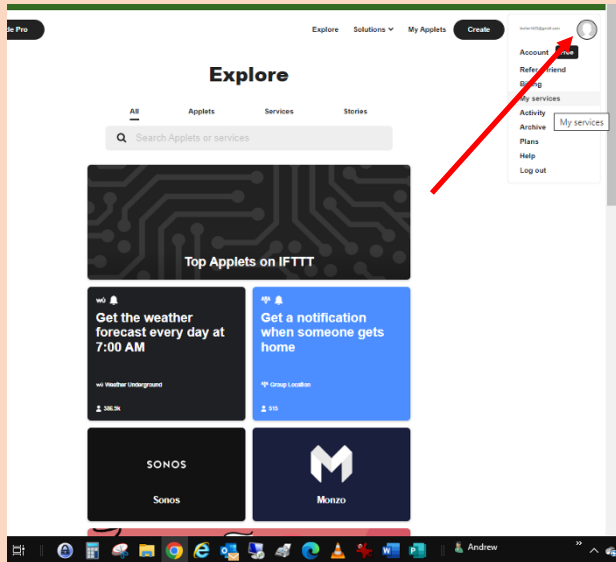 de Pro
Explore Solutions My Applets Create
Account Free
Refer a friend
Billing
My services
Activity
My services
Archive
Plans
Help
Log out
Explore
All Applets Services Stories
Search Applets or services
Top Applets on IFTTT
Get the weather
forecast every day at
7:00 AM
Weather Underground
386.9k
Get a notification
when someone gets
home
Group Location
515
SONOS
Sonos
Monzo
Andrew